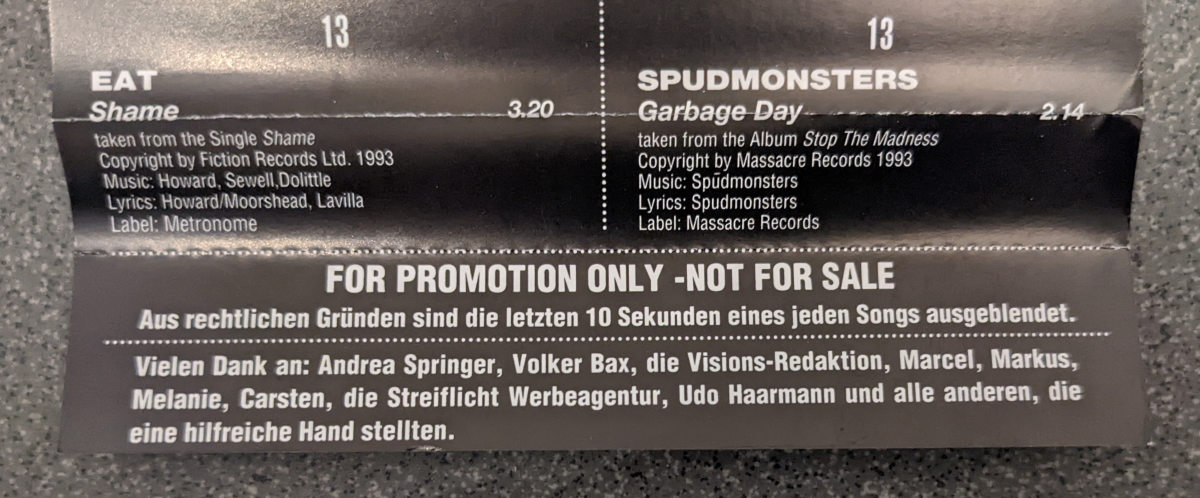 13
EAT
Shame 3.20
taken from the Single Shame
Copyright by Fiction Records Ltd. 1993
Music: Howard, Sewell,Dolittle
Lyrics: Howard/Moorshead, Lavilla
Label: Metronome
13
SPUDMONSTERS
Garbage Day 2.14
taken from the Album Stop The Madness
Copyright by Massacre Records 1993
Music: Spudmonsters
Lyrics: Spudmonsters
Label: Massacre Records
FOR PROMOTION ONLY -NOT FOR SALE
Aus rechtlichen Gründen sind die letzten 10 Sekunden eines jeden Songs ausgeblendet.
Vielen Dank an: Andrea Springer, Volker Bax, die Visions-Redaktion, Marcel, Markus,
Melanie, Carsten, die Streiflicht Werbeagentur, Udo Haarmann und alle anderen, die
eine hilfreiche Hand stellten.